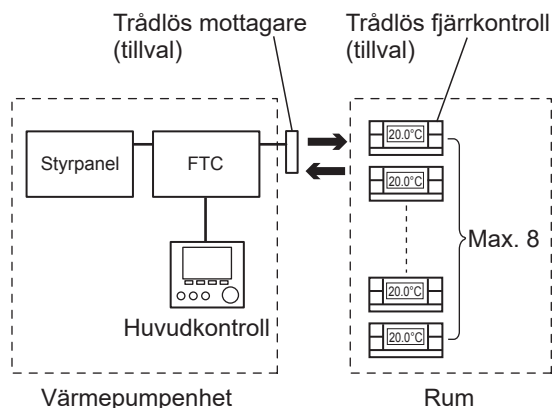 Trådlös mottagare
(tillval)
Trådlös fjärrkontroll
(tillval)
Styrpanel
FTC
20.0°C
20.0°C
Max. 8
20.0°C
20.0°C
Huvudkontroll
Värmepumpenhet
Rum